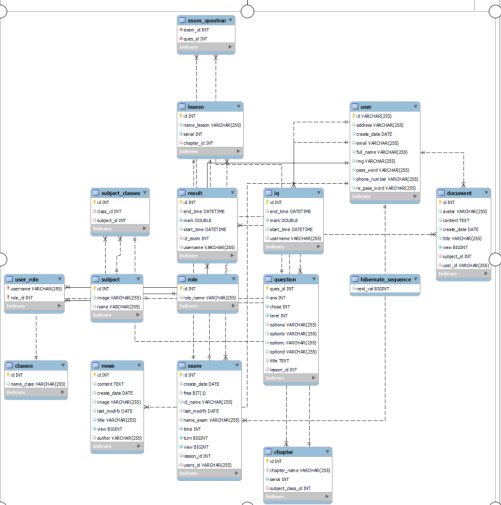 exam_question
exam_id INT
ques_id INT
Indexes
lesson
id INT
name_lesson VARCHAR(255)
serial INT
chapter_id INT
Indexes
user
id VARCHAR(255)
address VARCHAR(255)
create_date DATE
email VARCHAR(255)
full_name VARCHAR(255)
img VARCHAR(255)
pass_word VARCHAR(255)
phone_number VARCHAR(255)
re_pass_word VARCHAR(255)
Indexes
subject_classes
id INT
class_id INT
subject_id INT
Indexes
result
id INT
end_time DATETIME
mark DOUBLE
start_time DATETIME
id_exam INT
username VARCHAR(255)
Indexes
iq
id INT
end_time DATETIME
mark DOUBLE
start_time DATETIME
username VARCHAR(255)
Indexes
document
id INT
avatar VARCHAR(255)
content TEXT
create_date DATE
title VARCHAR(255)
view BIGINT
subject_id INT
user_id VARCHAR(255)
Indexes
user_role
username VARCHAR(255)
role_id INT
Indexes
subject
id INT
image VARCHAR(255)
name VARCHAR(255)
Indexes
role
id INT
role_name VARCHAR(255)
Indexes
question
ques_id INT
ans INT
chose INT
level INT
optiona VARCHAR(255)
optionb VARCHAR(255)
optionc VARCHAR(255)
optiond VARCHAR(255)
title TEXT
lesson_id INT
Indexes
hibernate_sequence
next_val BIGINT
Indexes
classes
id INT
name_class VARCHAR(255)
Indexes
news
id INT
content TEXT
create_date DATE
image VARCHAR(255)
last_modify DATE
title VARCHAR(255)
view BIGINT
author VARCHAR(255)
Indexes
exam
id INT
create_date DATE
free BIT(1)
id_name VARCHAR(255)
last_modify DATE
name_exam VARCHAR(255)
time INT
turn BIGINT
view BIGINT
lesson_id INT
users_id VARCHAR(255)
Indexes
chapter
id INT
chapter_name VARCHAR(255)
serial INT
subject_class_id INT
Indexes